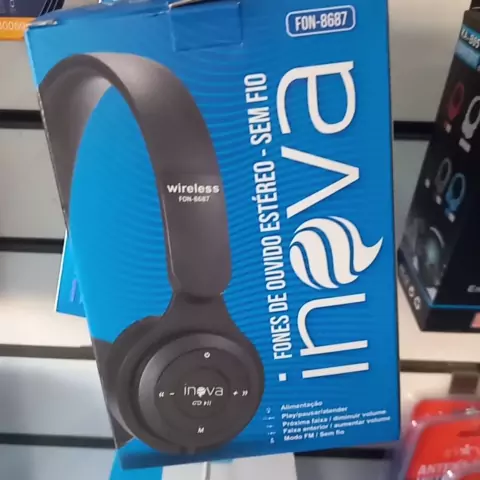 FON-8687
inova
FONES DE OUVIDO ESTÉREO - SEM FIO
wireless
FON-8687
inova
M
Alimentação
Play/pausar/atender
Próxima faixa / diminuir volume
Faixa anterior / aumentar volume
Modo FM / Sem fio